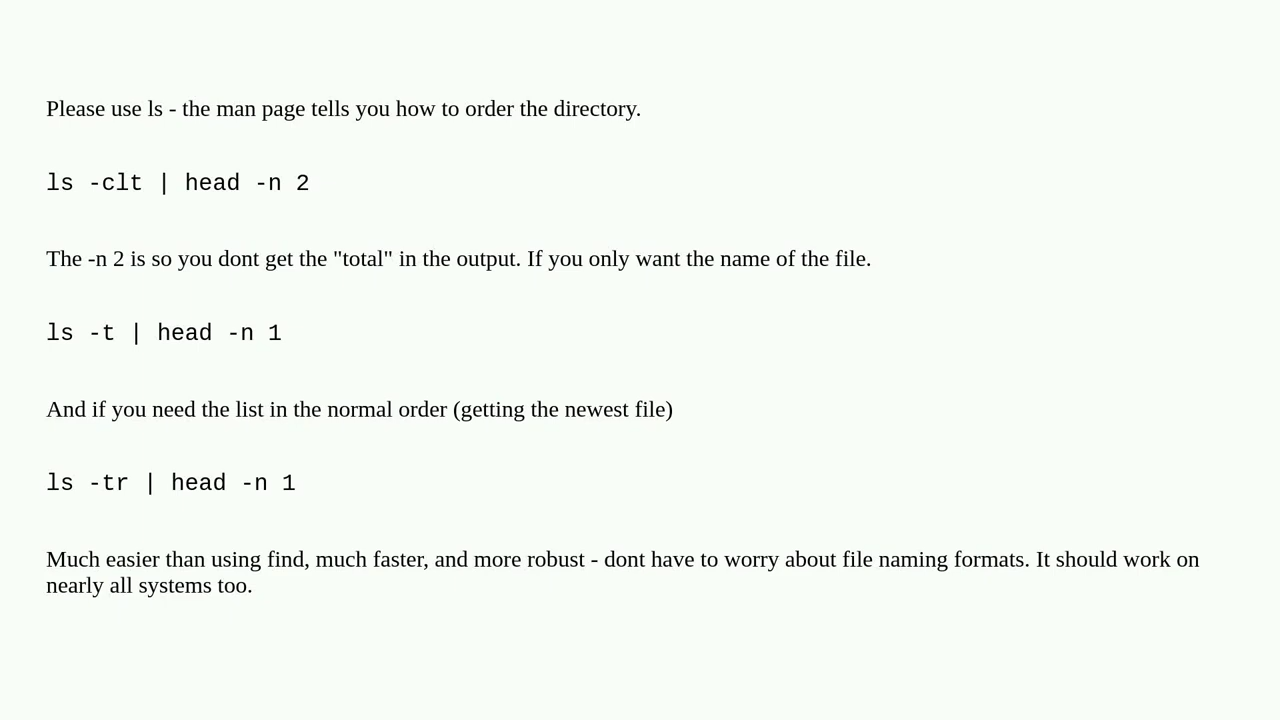 Please use ls - the man page tells you how to order the directory.
ls -clt | head -n 2
The -n 2 is so you dont get the "total" in the output. If you only want the name of the file.
ls -t | head -n 1
And if you need the list in the normal order (getting the newest file)
ls -tr | head -n 1
Much easier than using find, much faster, and more robust - dont have to worry about file naming formats. It should work on
nearly all systems too.